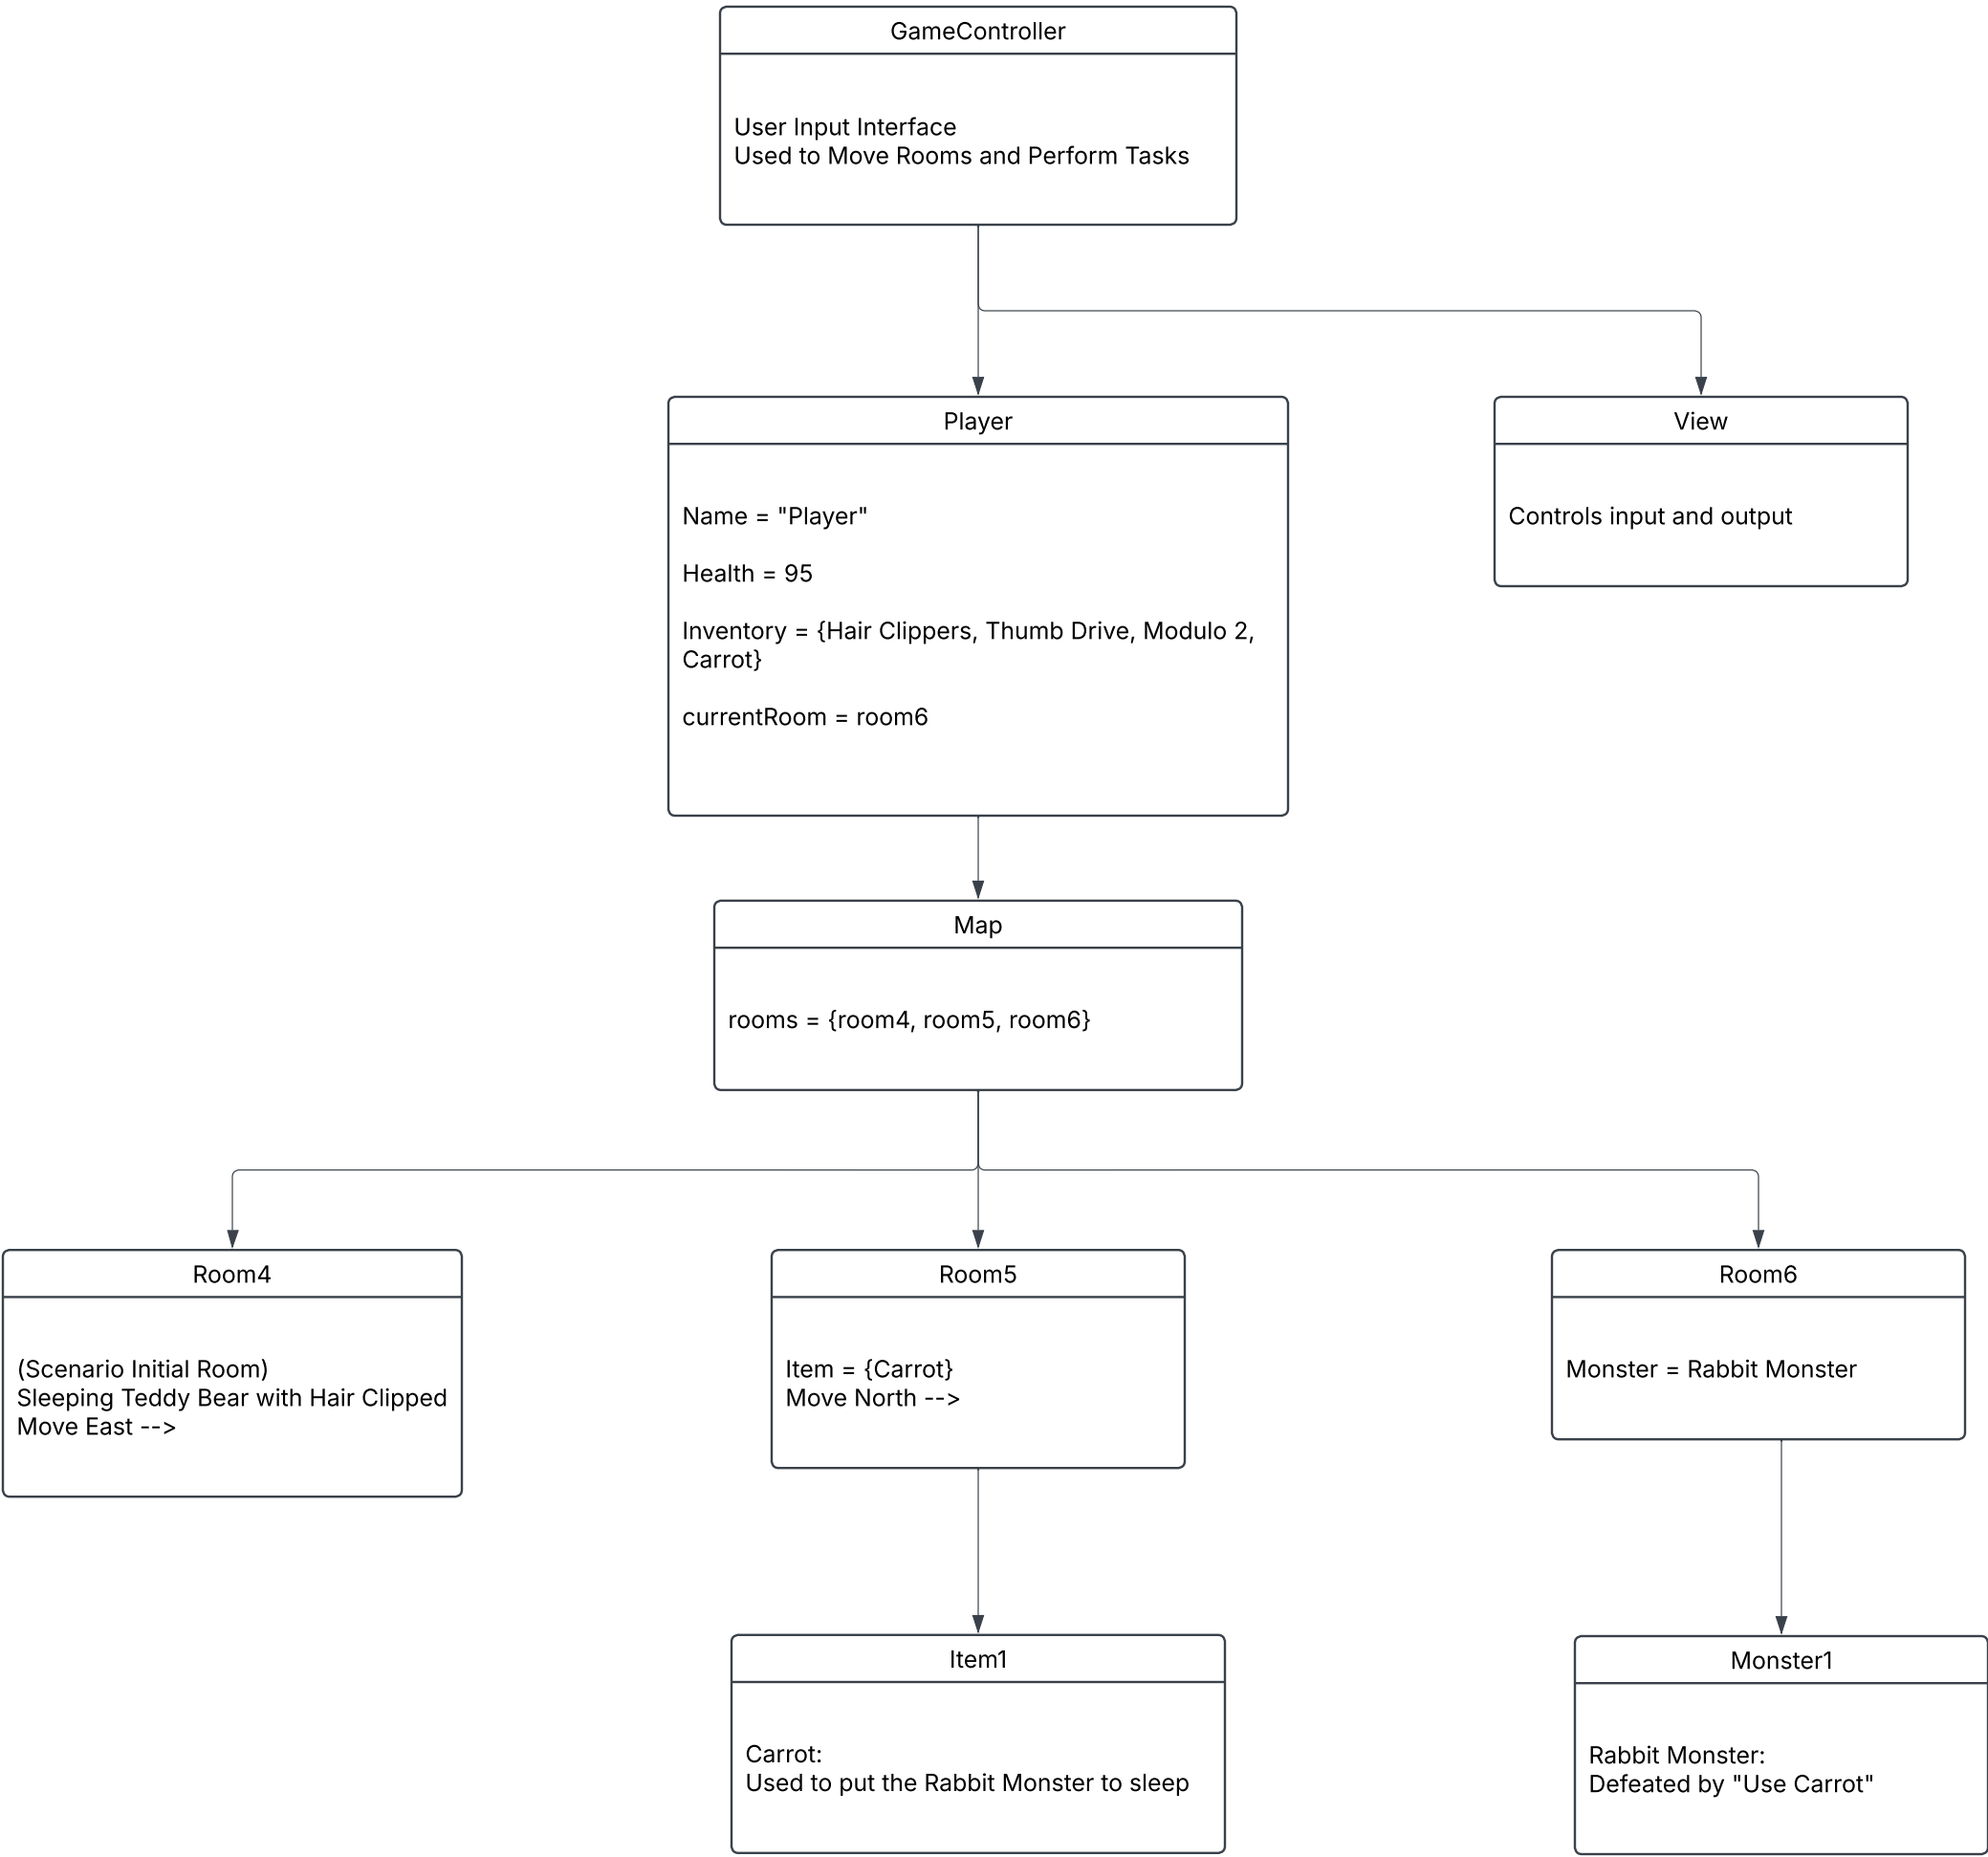 GameController
User Input Interface
Used to Move Rooms and Perform Tasks
Player
Name = "Player"
Health = 95
Inventory = {Hair Clippers, Thumb Drive, Modulo 2,
Carrot}
currentRoom = room6
View
Controls input and output
Map
rooms = {room4, room5, room6}
Room4
(Scenario Initial Room)
Sleeping Teddy Bear with Hair Clipped
Move East -->
Room5
Item = {Carrot}
Move North -->
Room6
Monster = Rabbit Monster
Item1
Carrot:
Used to put the Rabbit Monster to sleep
Monster1
Rabbit Monster:
Defeated by "Use Carrot"